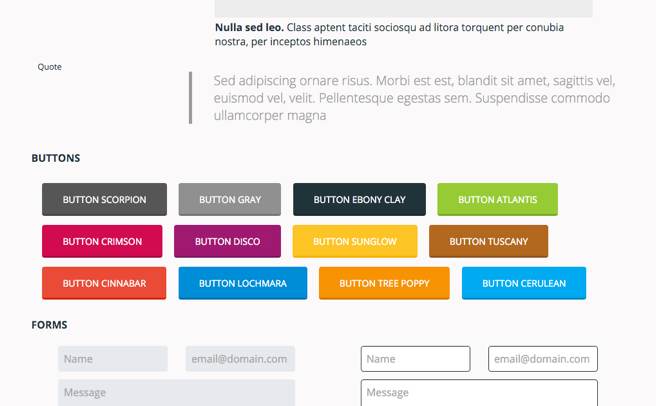 Nulla sed leo. Class aptent taciti sociosqu ad litora torquent per conubia
nostra, per inceptos himenaeos
Quote
Sed adipiscing ornare risus. Morbi est est, blandit sit amet, sagittis vel,
euismod vel, velit. Pellentesque egestas sem. Suspendisse commodo
ullamcorper magna
BUTTONS
BUTTON SCORPION BUTTON GRAY BUTTON EBONY CLAY BUTTON ATLANTIS
BUTTON CRIMSON BUTTON DISCO BUTTON SUNGLOW BUTTON TUSCANY
BUTTON CINNABAR BUTTON LOCHMARA BUTTON TREE POPPY BUTTON CERULEAN
FORMS
Name email@domain.com Name email@domain.com
Message Message